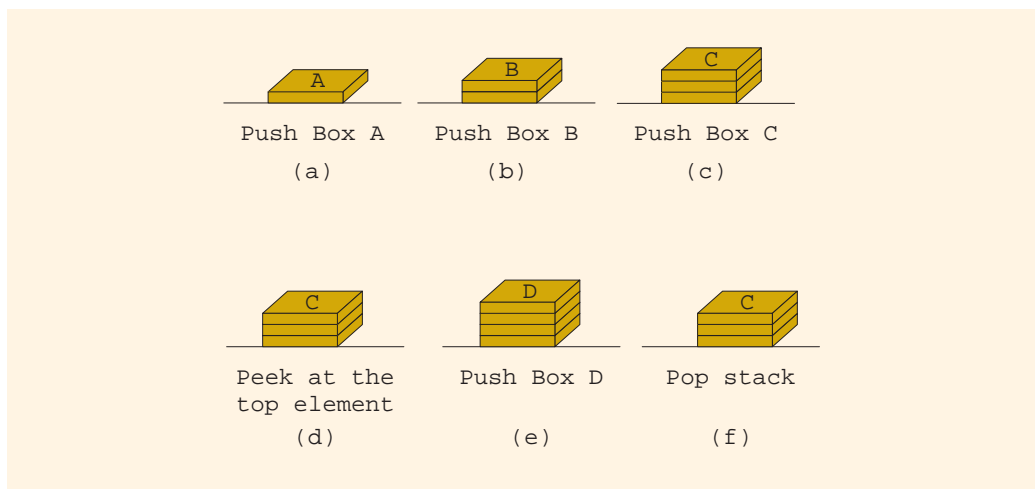 A
B
C
Push Box A
Push Box B
Push Box C
(a)
(b)
(c)
C
D
C
Peek at the
top element
Push Box D
Pop stack
(d)
(e)
(f)